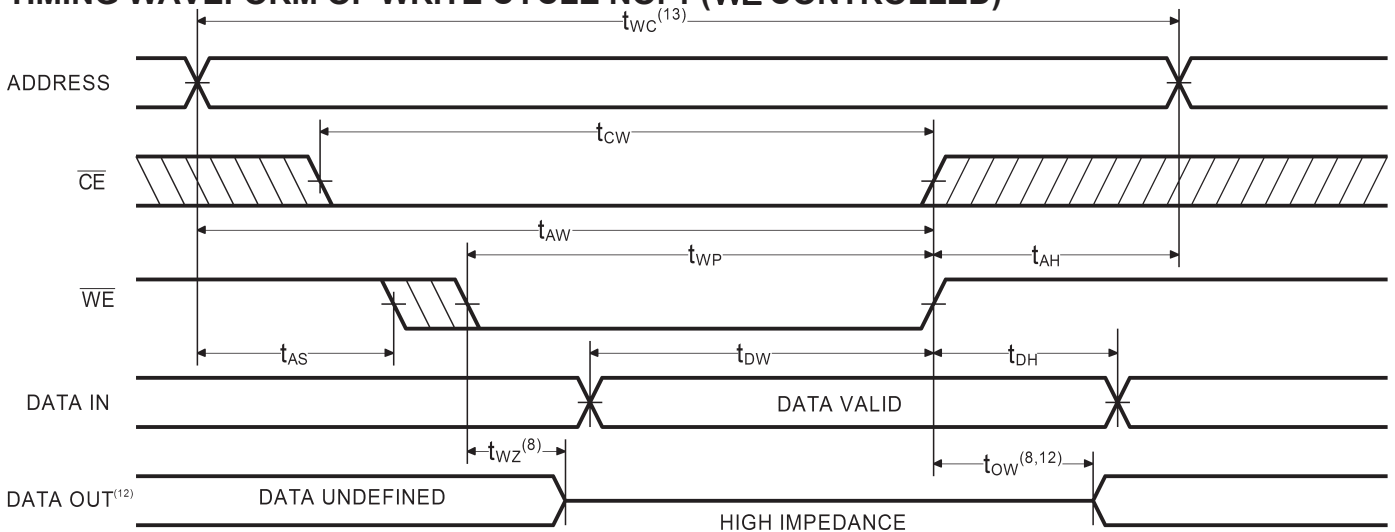 TIMING WAVEFORM OF WRITE CYCLE NO. 1 (WE CONTROLLED)
tWC(13)
ADDRESS
tCW
CE
tAW
tWP
tAH
WE
tAS
tDW
tDH
DATA IN
DATA VALID
tWZ(8)
tOW(8,12)
DATA OUT(12)
DATA UNDEFINED
HIGH IMPEDANCE